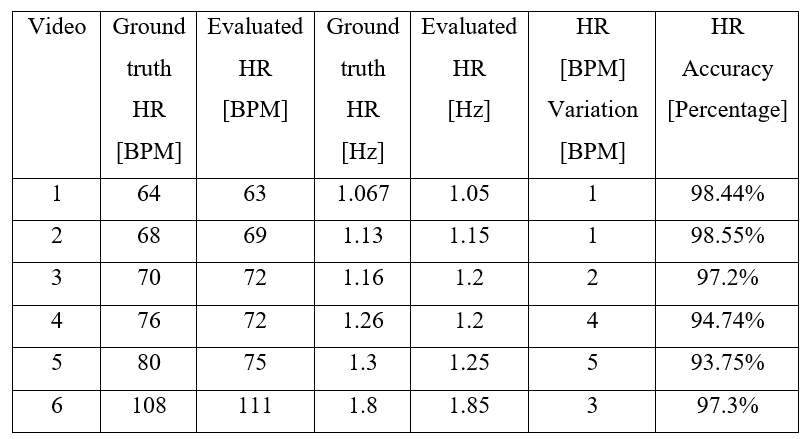 Video Ground truth HR [BPM] Evaluated HR [BPM] Ground truth HR [Hz] Evaluated HR [Hz] HR [BPM] Variation [BPM] HR Accuracy [Percentage]
1 64 63 1.067 1.05 1 98.44%
2 68 69 1.13 1.15 1 98.55%
3 70 72 1.16 1.2 2 97.2%
4 76 72 1.26 1.2 4 94.74%
5 80 75 1.3 1.25 5 93.75%
6 108 111 1.8 1.85 3 97.3%